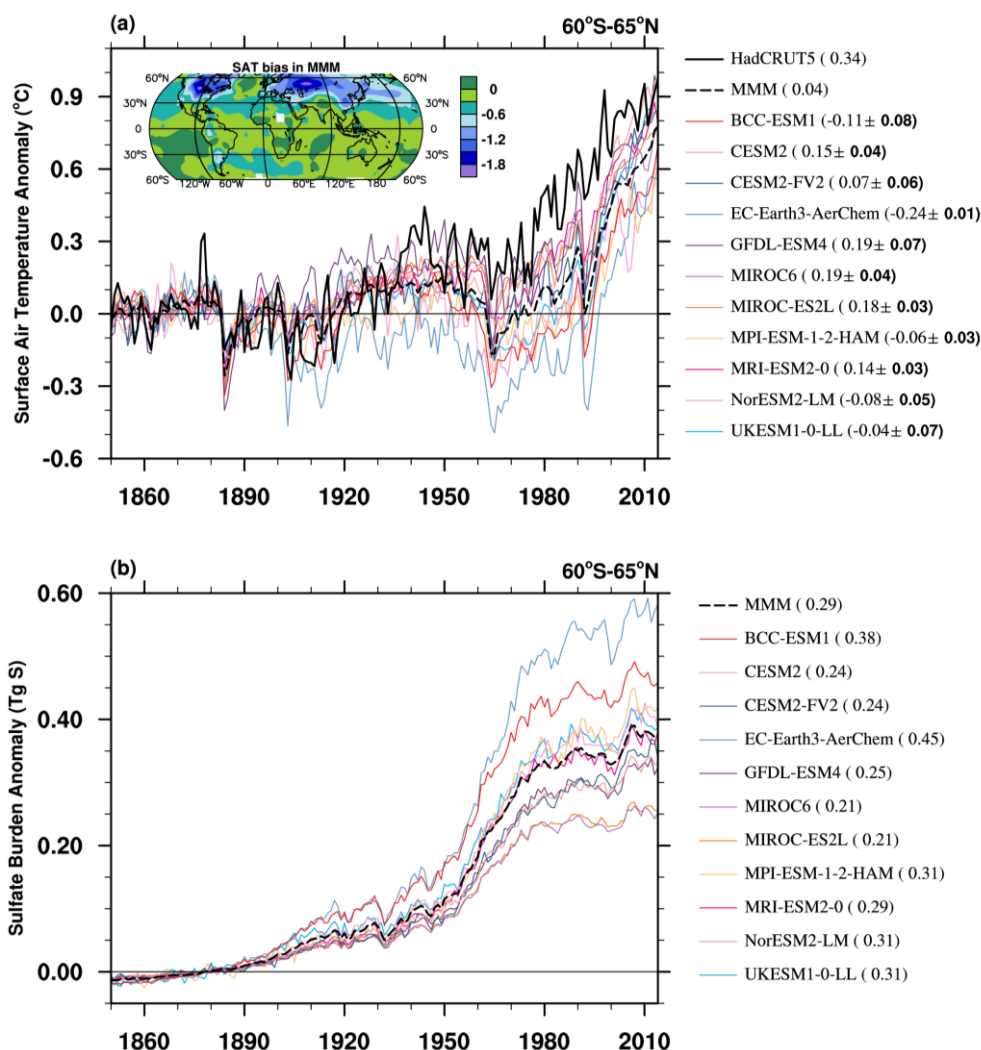 (a)
60°S-65°N
Surface Air Temperature Anomaly (°C)
0.9
0.6
0.3
0.0
-0.3
-0.6
1860 1890 1920 1950 1980 2010
SAT bias in MMM
60°N 60°N
30°N 30°N
0 0
30°S 30°S
60°S 60°S
120°W 60°W 0 60°E 120°E 180
0
-0.6
-1.2
-1.8
HadCRUT5 ( 0.34)
MMM ( 0.04)
BCC-ESM1 (-0.11± 0.08)
CESM2 ( 0.15± 0.04)
CESM2-FV2 ( 0.07± 0.06)
EC-Earth3-AerChem (-0.24± 0.01)
GFDL-ESM4 ( 0.19± 0.07)
MIROC6 ( 0.19± 0.04)
MIROC-ES2L ( 0.18± 0.03)
MPI-ESM-1-2-HAM (-0.06± 0.03)
MRI-ESM2-0 ( 0.14± 0.03)
NorESM2-LM (-0.08± 0.05)
UKESM1-0-LL (-0.04± 0.07)
(b)
60°S-65°N
Sulfate Burden Anomaly (Tg S)
0.60
0.40
0.20
0.00
1860 1890 1920 1950 1980 2010
MMM ( 0.29)
BCC-ESM1 ( 0.38)
CESM2 ( 0.24)
CESM2-FV2 ( 0.24)
EC-Earth3-AerChem ( 0.45)
GFDL-ESM4 ( 0.25)
MIROC6 ( 0.21)
MIROC-ES2L ( 0.21)
MPI-ESM-1-2-HAM ( 0.31)
MRI-ESM2-0 ( 0.29)
NorESM2-LM ( 0.31)
UKESM1-0-LL ( 0.31)